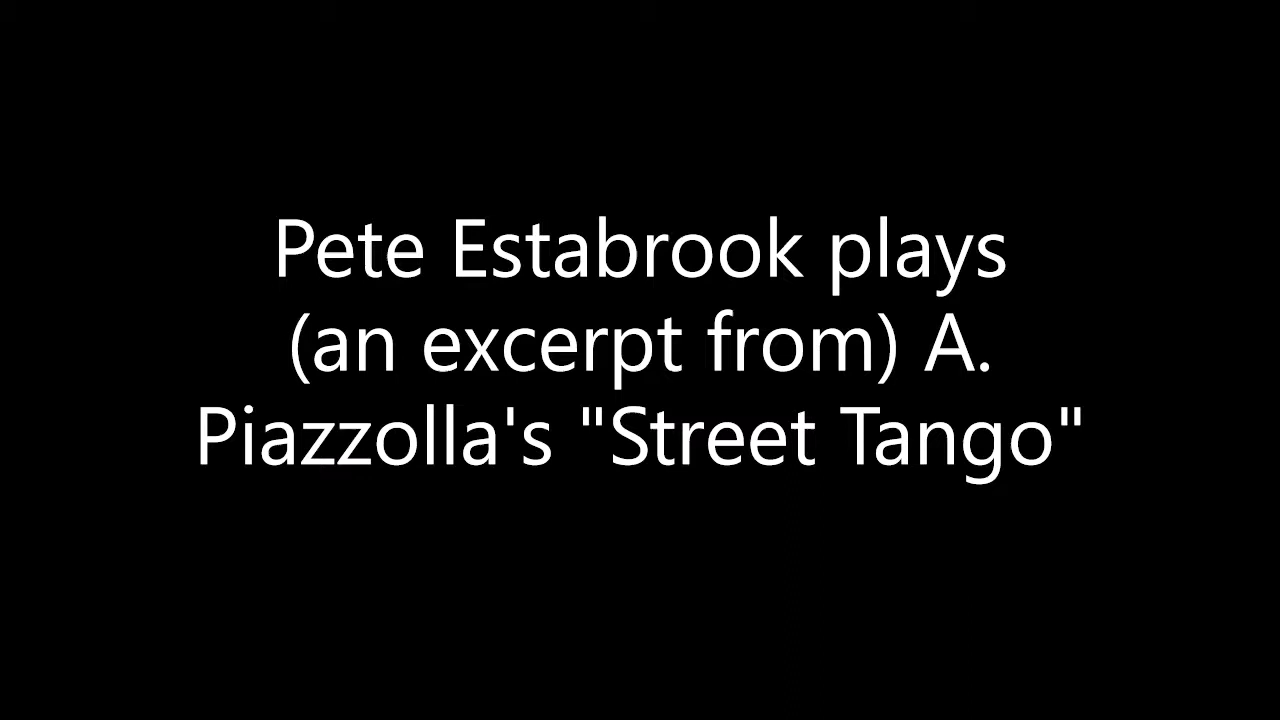 Pete Estabrook plays
(an excerpt from) A.
Piazzolla's "Street Tango"